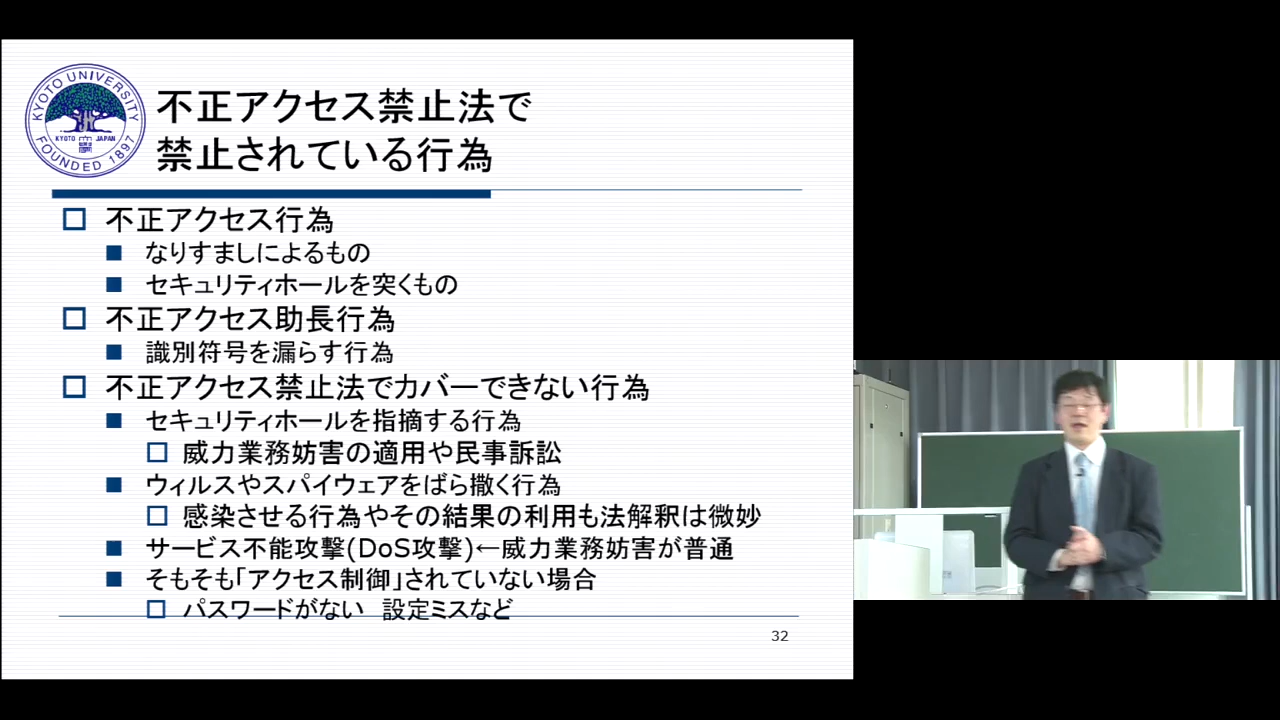 KYOTO UNIVERSITY
KYOTO JAPAN
FOUNDED 1897
不正アクセス禁止法で
禁止されている行為
不正アクセス行為
なりすましによるもの
セキュリティホールを突くもの
不正アクセス助長行為
識別符号を漏らす行為
不正アクセス禁止法でカバーできない行為
セキュリティホールを指摘する行為
威力業務妨害の適用や民事訴訟
ウィルスやスパイウェアをばら撒く行為
感染させる行為やその結果の利用も法解釈は微妙
サービス不能攻撃(DoS攻撃)←威力業務妨害が普通
そもそも「アクセス制御」されていない場合
パスワードがない 設定ミスなど
32